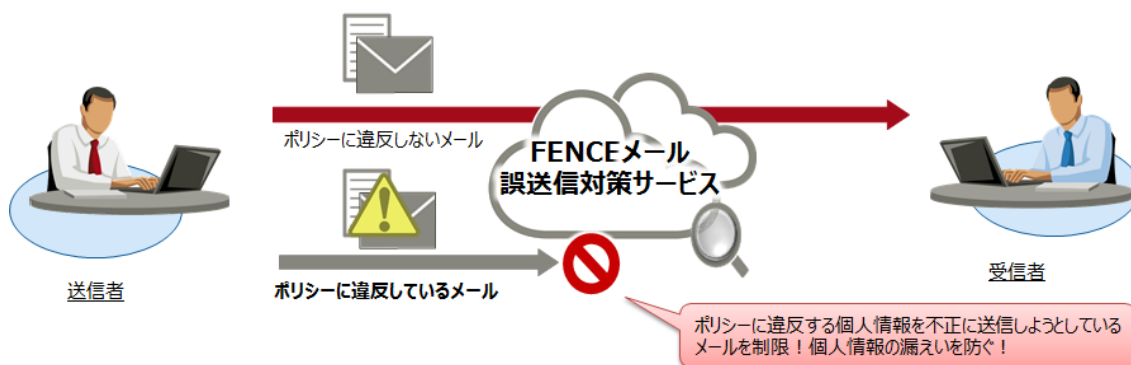 ポリシーに違反しないメール
FENCEメール
誤送信対策サービス
ポリシーに違反しているメール
送信者
受信者
ポリシーに違反する個人情報を不正に送信しようとしている
メールを制限！個人情報の漏えいを防ぐ！